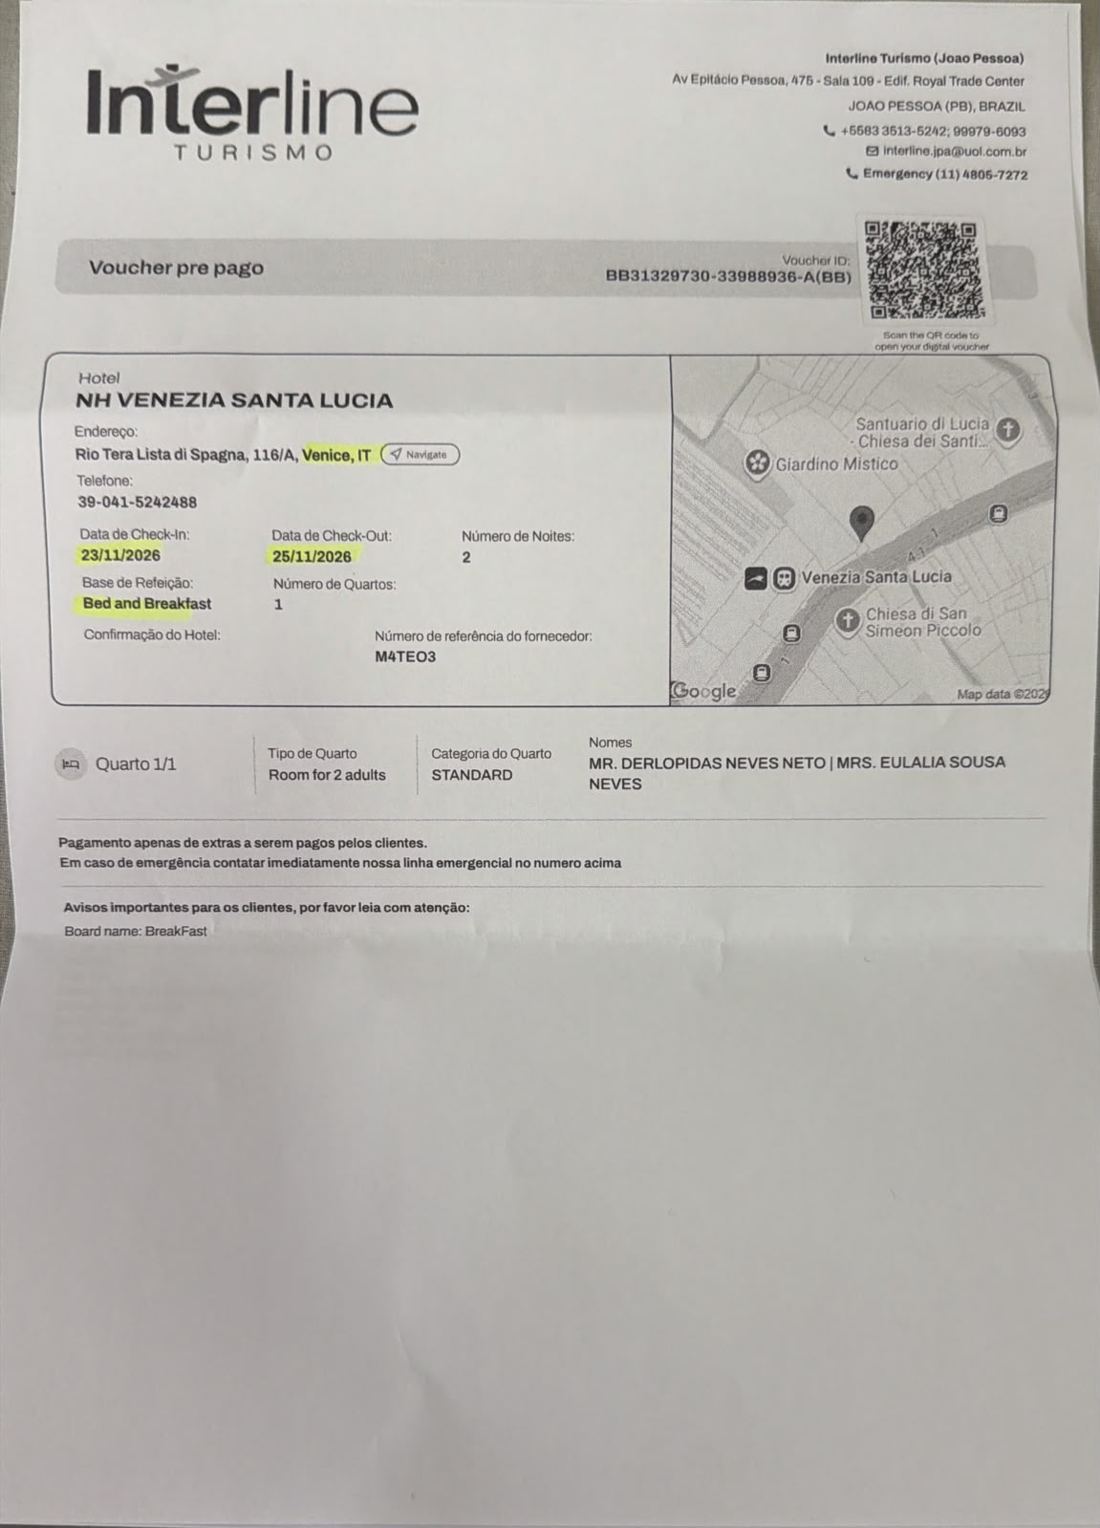 Interline
TURISMO
Interline Turismo (Joao Pessoa)
Av Epitácio Pessoa, 475 - Sala 109 - Edif. Royal Trade Center
JOAO PESSOA (PB), BRAZIL
+5583 3513-5242; 99979-6093
interline.jpa@uol.com.br
Emergency (11) 4805-7272
Voucher pre pago
Voucher ID:
BB31329730-33988936-A(BB)
Scan the QR code to
open your digital voucher
Hotel
NH VENEZIA SANTA LUCIA
Endereço:
Rio Tera Lista di Spagna, 116/A, Venice, IT Navigate
Telefone:
39-041-5242488
Data de Check-In: Data de Check-Out: Número de Noites:
23/11/2026 25/11/2026 2
Base de Refeição: Número de Quartos:
Bed and Breakfast 1
Confirmação do Hotel: Número de referência do fornecedor:
M4TEO3
Santuario di Lucia
- Chiesa dei Santi...
Giardino Mistico
1
4.1
Venezia Santa Lucia
Chiesa di San
Simeon Piccolo
1
Google
Map data ©202
Quarto 1/1
Tipo de Quarto
Room for 2 adults
Categoria do Quarto
STANDARD
Nomes
MR. DERLOPIDAS NEVES NETO | MRS. EULALIA SOUSA
NEVES
Pagamento apenas de extras a serem pagos pelos clientes.
Em caso de emergência contatar imediatamente nossa linha emergencial no numero acima
Avisos importantes para os clientes, por favor leia com atenção:
Board name: BreakFast